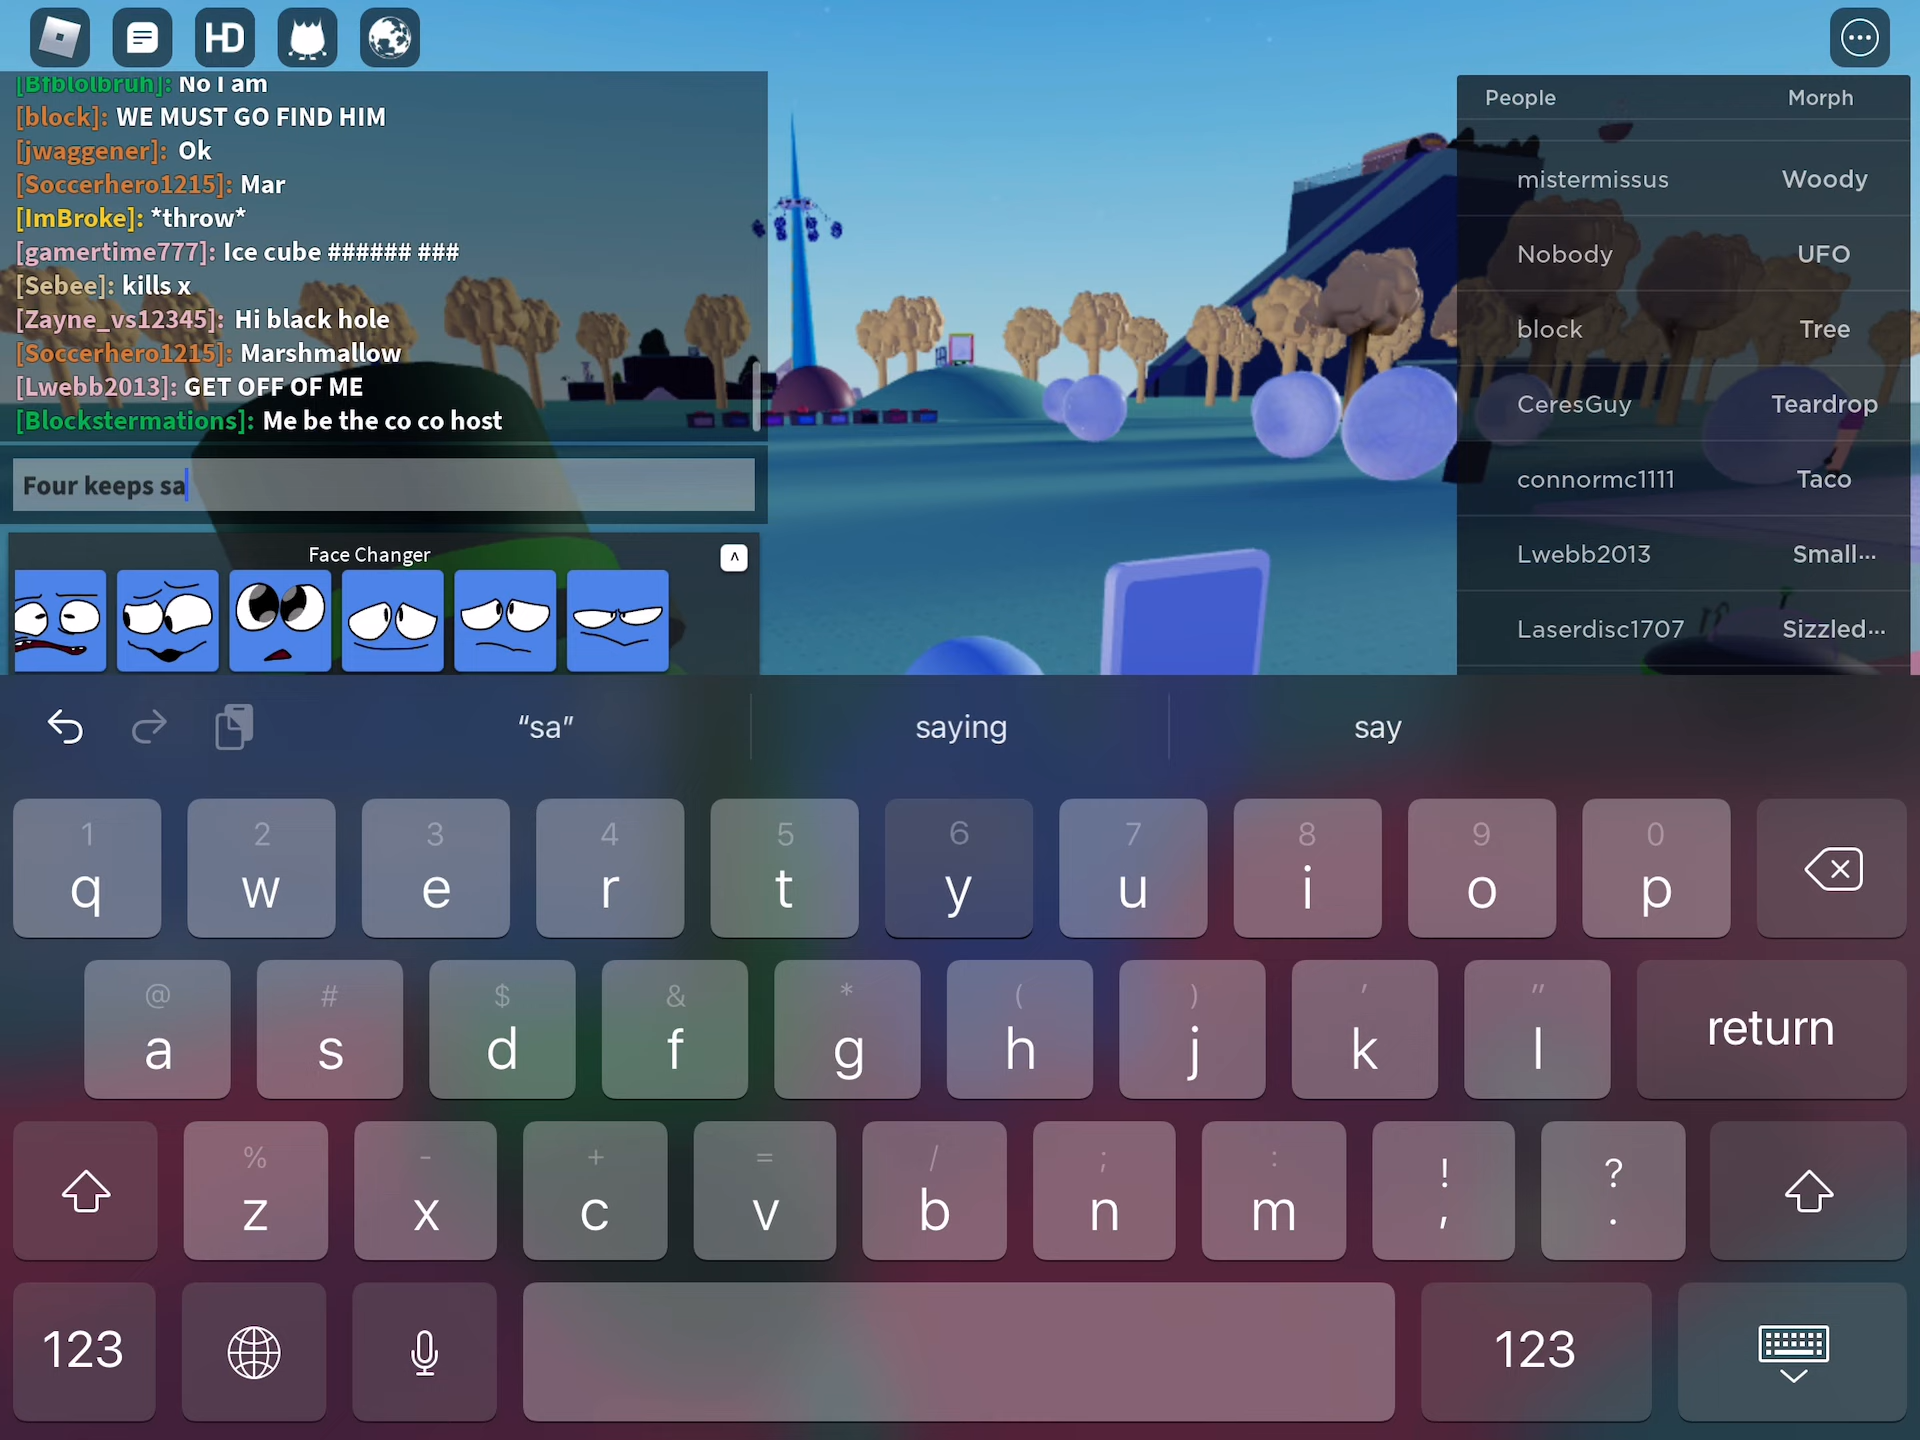 HD
[Bfblolbruh]: No I am
[block]: WE MUST GO FIND HIM
[jwaggener]: Ok
[Soccerhero1215]: Mar
[ImBroke]: *throw*
[gamertime777]: Ice cube ###### ###
[Sebee]: kills x
[Zayne_vs12345]: Hi black hole
[Soccerhero1215]: Marshmallow
[Lwebb2013]: GET OFF OF ME
[Blockstermations]: Me be the co co host
Four keeps sa
Face Changer
^
People Morph
mistermissus Woody
Nobody UFO
block Tree
CeresGuy Teardrop
connormc1111 Taco
Lwebb2013 Small...
Laserdisc1707 Sizzled...
“sa” saying say
1 2 3 4 5 6 7 8 9 0
q w e r t y u i o p
@ # $ & * ( ) ' "
a s d f g h j k l return
% - + = / ; : ! ?
z x c v b n m , .
123 123